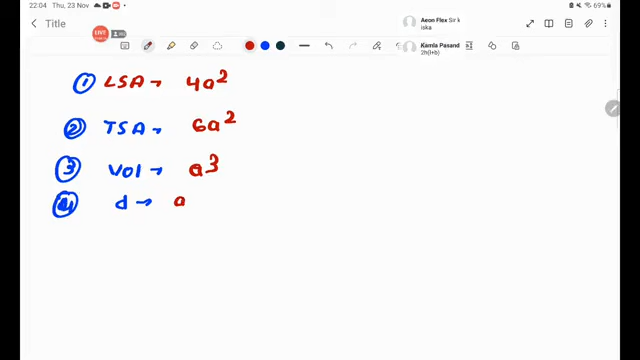 22:04 Thu, 23 Nov
69%
Title
LIVE
Aeon Flex Sir k
iska
Kamla Pasand
2h(l+b)
① LSA → 4a²
② TSA → 6a²
③ Vol → a³
④ d → a